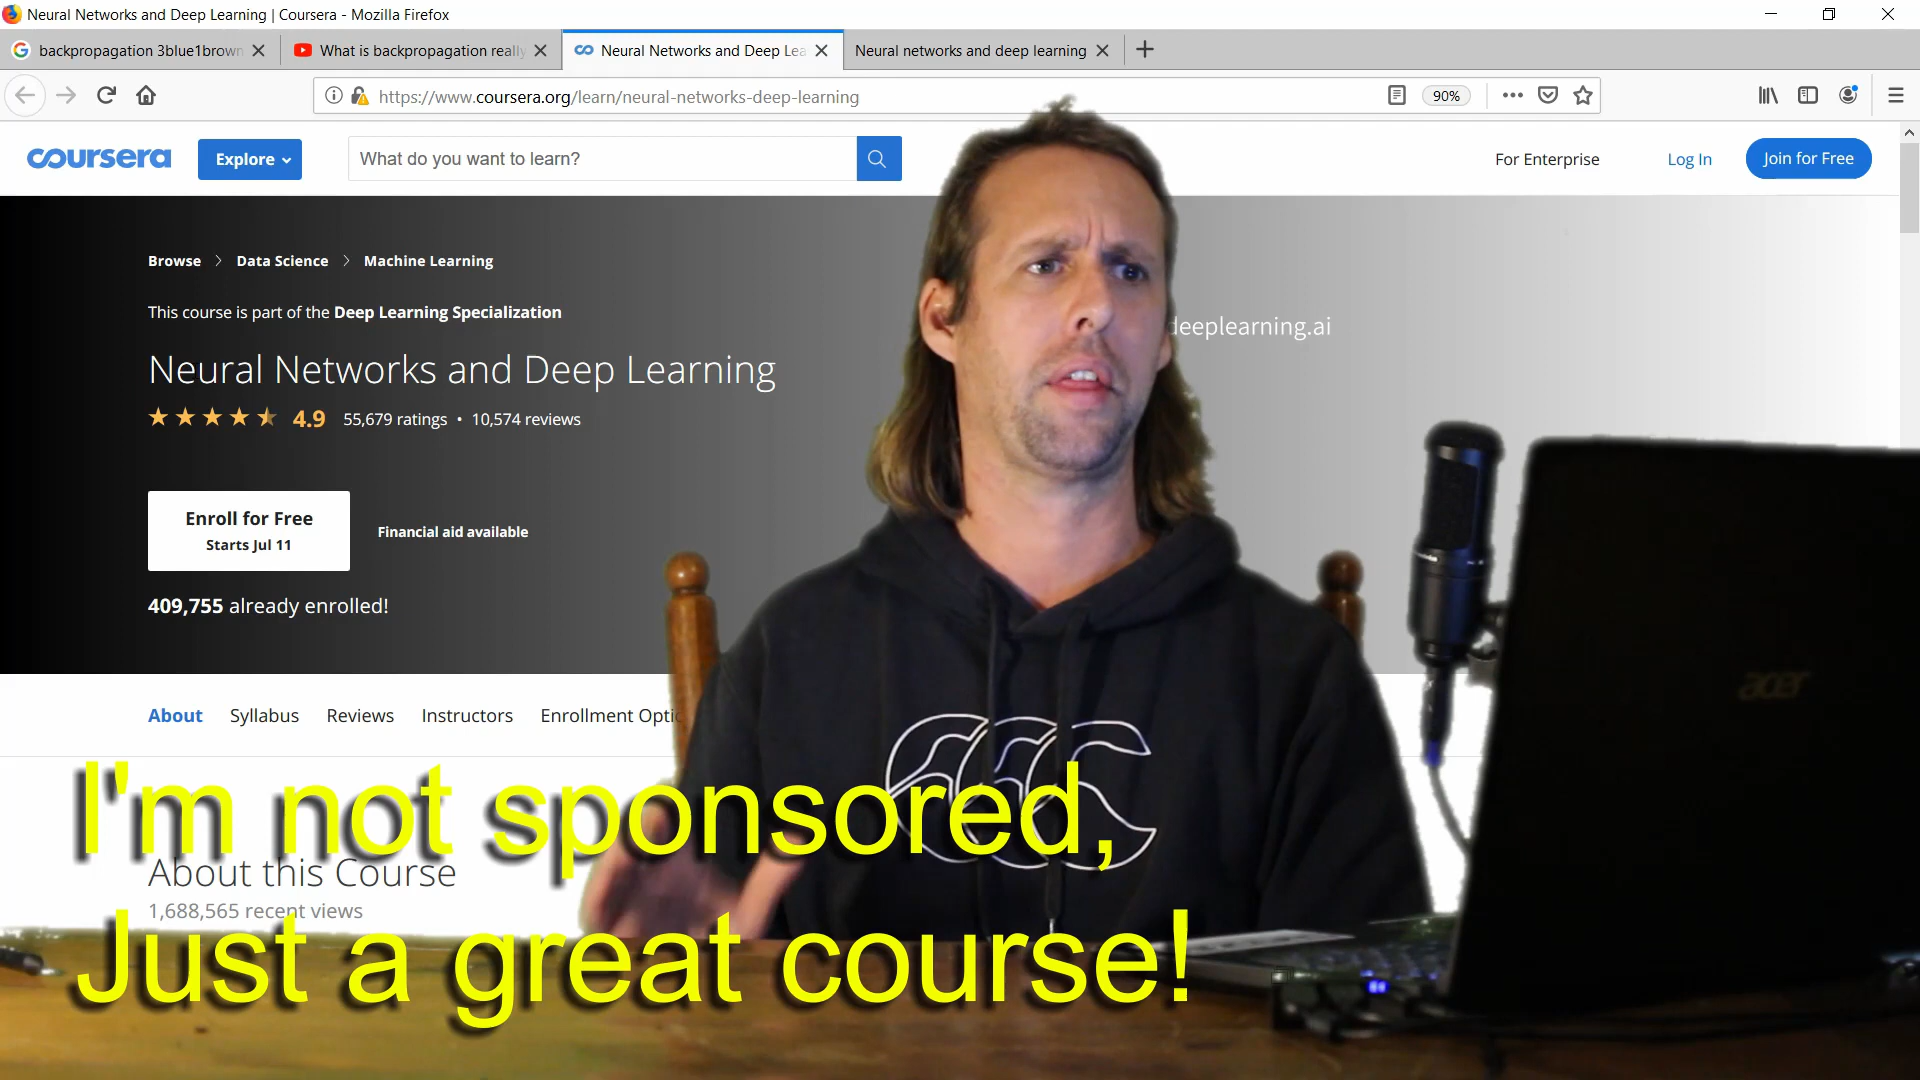 Neural Networks and Deep Learning | Coursera - Mozilla Firefox
backpropagation 3blue1brown
What is backpropagation really
Neural Networks and Deep Lea
Neural networks and deep learning
https://www.coursera.org/learn/neural-networks-deep-learning
90%
coursera
Explore
What do you want to learn?
For Enterprise
Log In
Join for Free
Browse > Data Science > Machine Learning
This course is part of the Deep Learning Specialization
deeplearning.ai
Neural Networks and Deep Learning
4.9 55,679 ratings • 10,574 reviews
Enroll for Free
Starts Jul 11
Financial aid available
409,755 already enrolled!
acer
About Syllabus Reviews Instructors Enrollment Optio
I'm not sponsored,
About this Course
1,688,565 recent views
Just a great course!